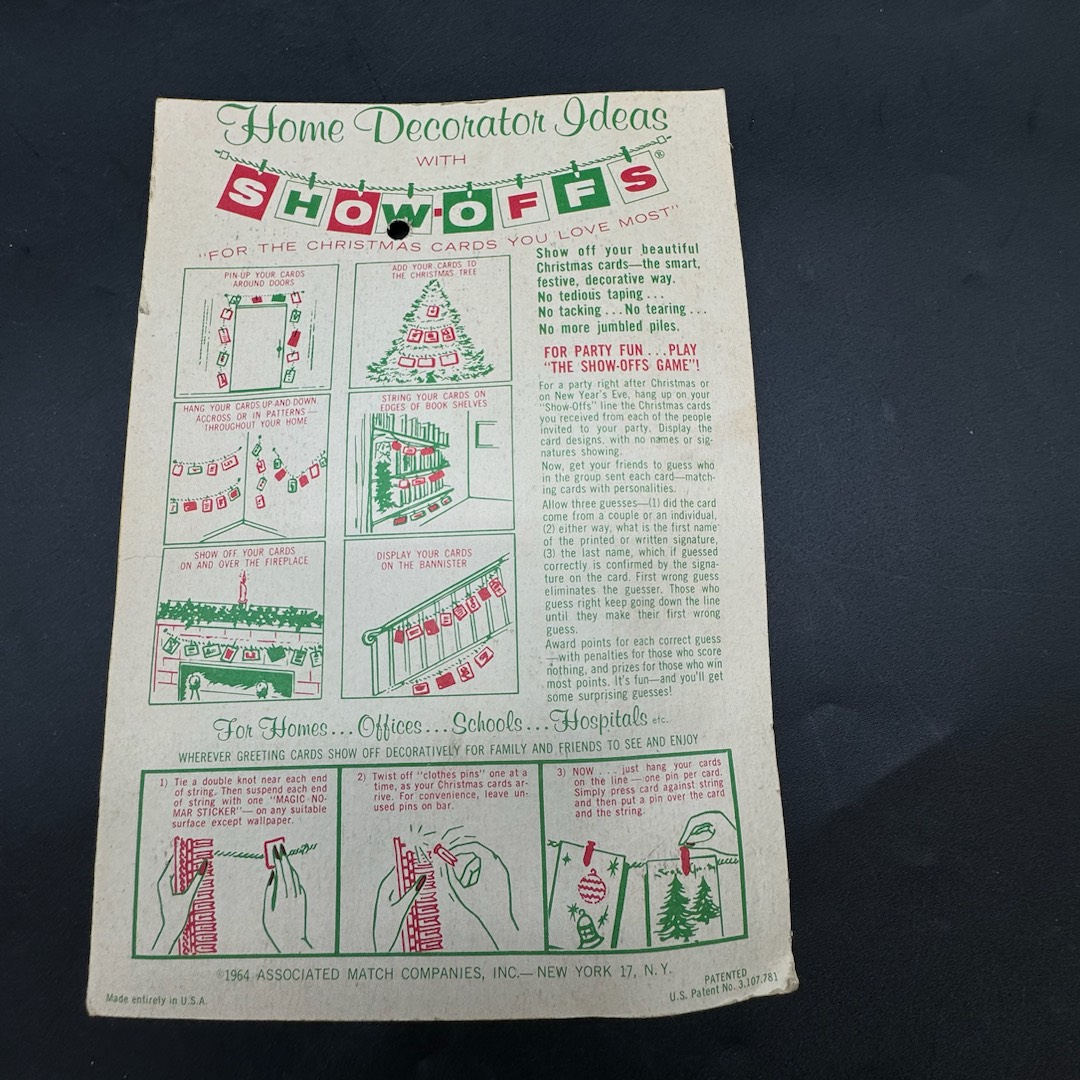 Home Decorator Ideas
WITH
SHOW-OFFS®
"FOR THE CHRISTMAS CARDS YOU LOVE MOST"
PIN-UP YOUR CARDS
AROUND DOORS
ADD YOUR CARDS TO
THE CHRISTMAS TREE
HANG YOUR CARDS UP AND DOWN,
ACCROSS OR IN PATTERNS—
THROUGHOUT YOUR HOME
STRING YOUR CARDS ON
EDGES OF BOOK SHELVES
SHOW OFF YOUR CARDS
ON AND OVER THE FIREPLACE
DISPLAY YOUR CARDS
ON THE BANNISTER
Show off your beautiful
Christmas cards—the smart,
festive, decorative way.
No tedious taping ...
No tacking ... No tearing ...
No more jumbled piles.
FOR PARTY FUN ... PLAY
"THE SHOW-OFFS GAME"!
For a party right after Christmas or
on New Year's Eve, hang up on your
"Show-Offs" line the Christmas cards
you received from each of the people
invited to your party. Display the
card designs, with no names or sig-
natures showing.
Now, get your friends to guess who
in the group sent each card—match-
ing cards with personalities.
Allow three guesses—(1) did the card
come from a couple or an individual,
(2) either way, what is the first name
of the printed or written signature,
(3) the last name, which if guessed
correctly is confirmed by the signa-
ture on the card. First wrong guess
eliminates the guesser. Those who
guess right keep going down the line
until they make their first wrong
guess.
Award points for each correct guess
—with penalties for those who score
nothing, and prizes for those who win
most points. It's fun—and you'll get
some surprising guesses!
For Homes ... Offices ... Schools ... Hospitals etc.
WHEREVER GREETING CARDS SHOW OFF DECORATIVELY FOR FAMILY AND FRIENDS TO SEE AND ENJOY
1) Tie a double knot near each end
of string. Then suspend each end
of string with one "MAGIC NO-
MAR STICKER"—on any suitable
surface except wallpaper.
2) Twist off "clothes pins" one at a
time, as your Christmas cards ar-
rive. For convenience, leave un-
used pins on bar.
3) NOW ... just hang your cards
on the line—one pin per card.
Simply press card against string
and then put a pin over the card
and the string.
©1964 ASSOCIATED MATCH COMPANIES, INC.—NEW YORK 17, N.Y.
Made entirely in U.S.A.
PATENTED
U.S. Patent No. 3,107,781